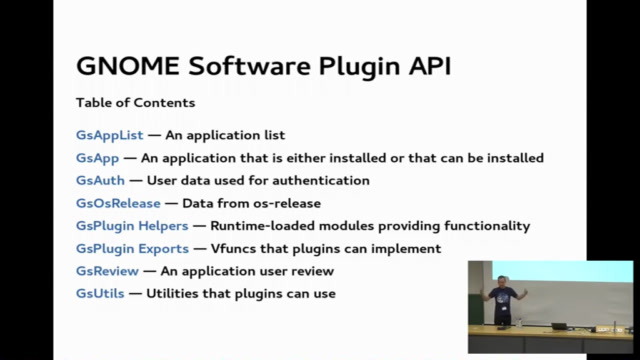 GNOME Software Plugin API
Table of Contents
GsAppList — An application list
GsApp — An application that is either installed or that can be installed
GsAuth — User data used for authentication
GsOsRelease — Data from os-release
GsPlugin Helpers — Runtime-loaded modules providing functionality
GsPlugin Exports — Vfuncs that plugins can implement
GsReview — An application user review
GsUtils — Utilities that plugins can use